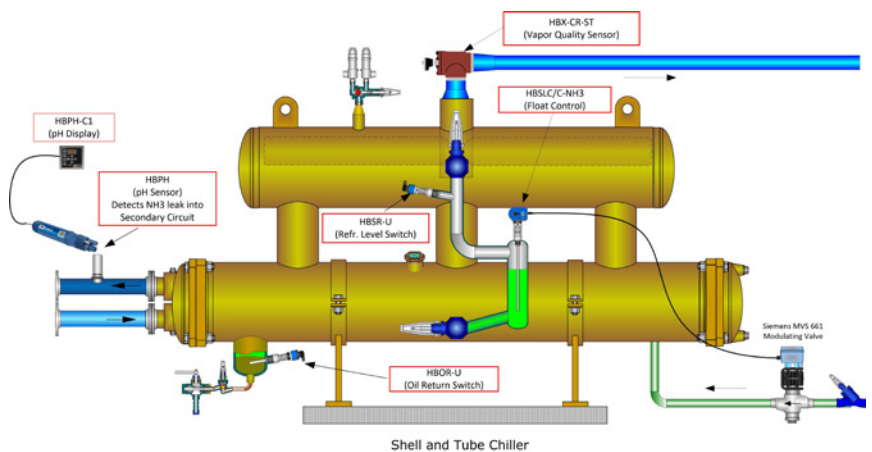 HBX-CR-ST
(Vapor Quality Sensor)
HBSLC/C-NH3
(Float Control)
HBPH-C1
(pH Display)
HBPH
(pH Sensor)
Detects NH3 leak into
Secondary Circuit
HBSR-U
(Refr. Level Switch)
Siemens MVS 661
Modulating Valve
HBOR-U
(Oil Return Switch)
Shell and Tube Chiller